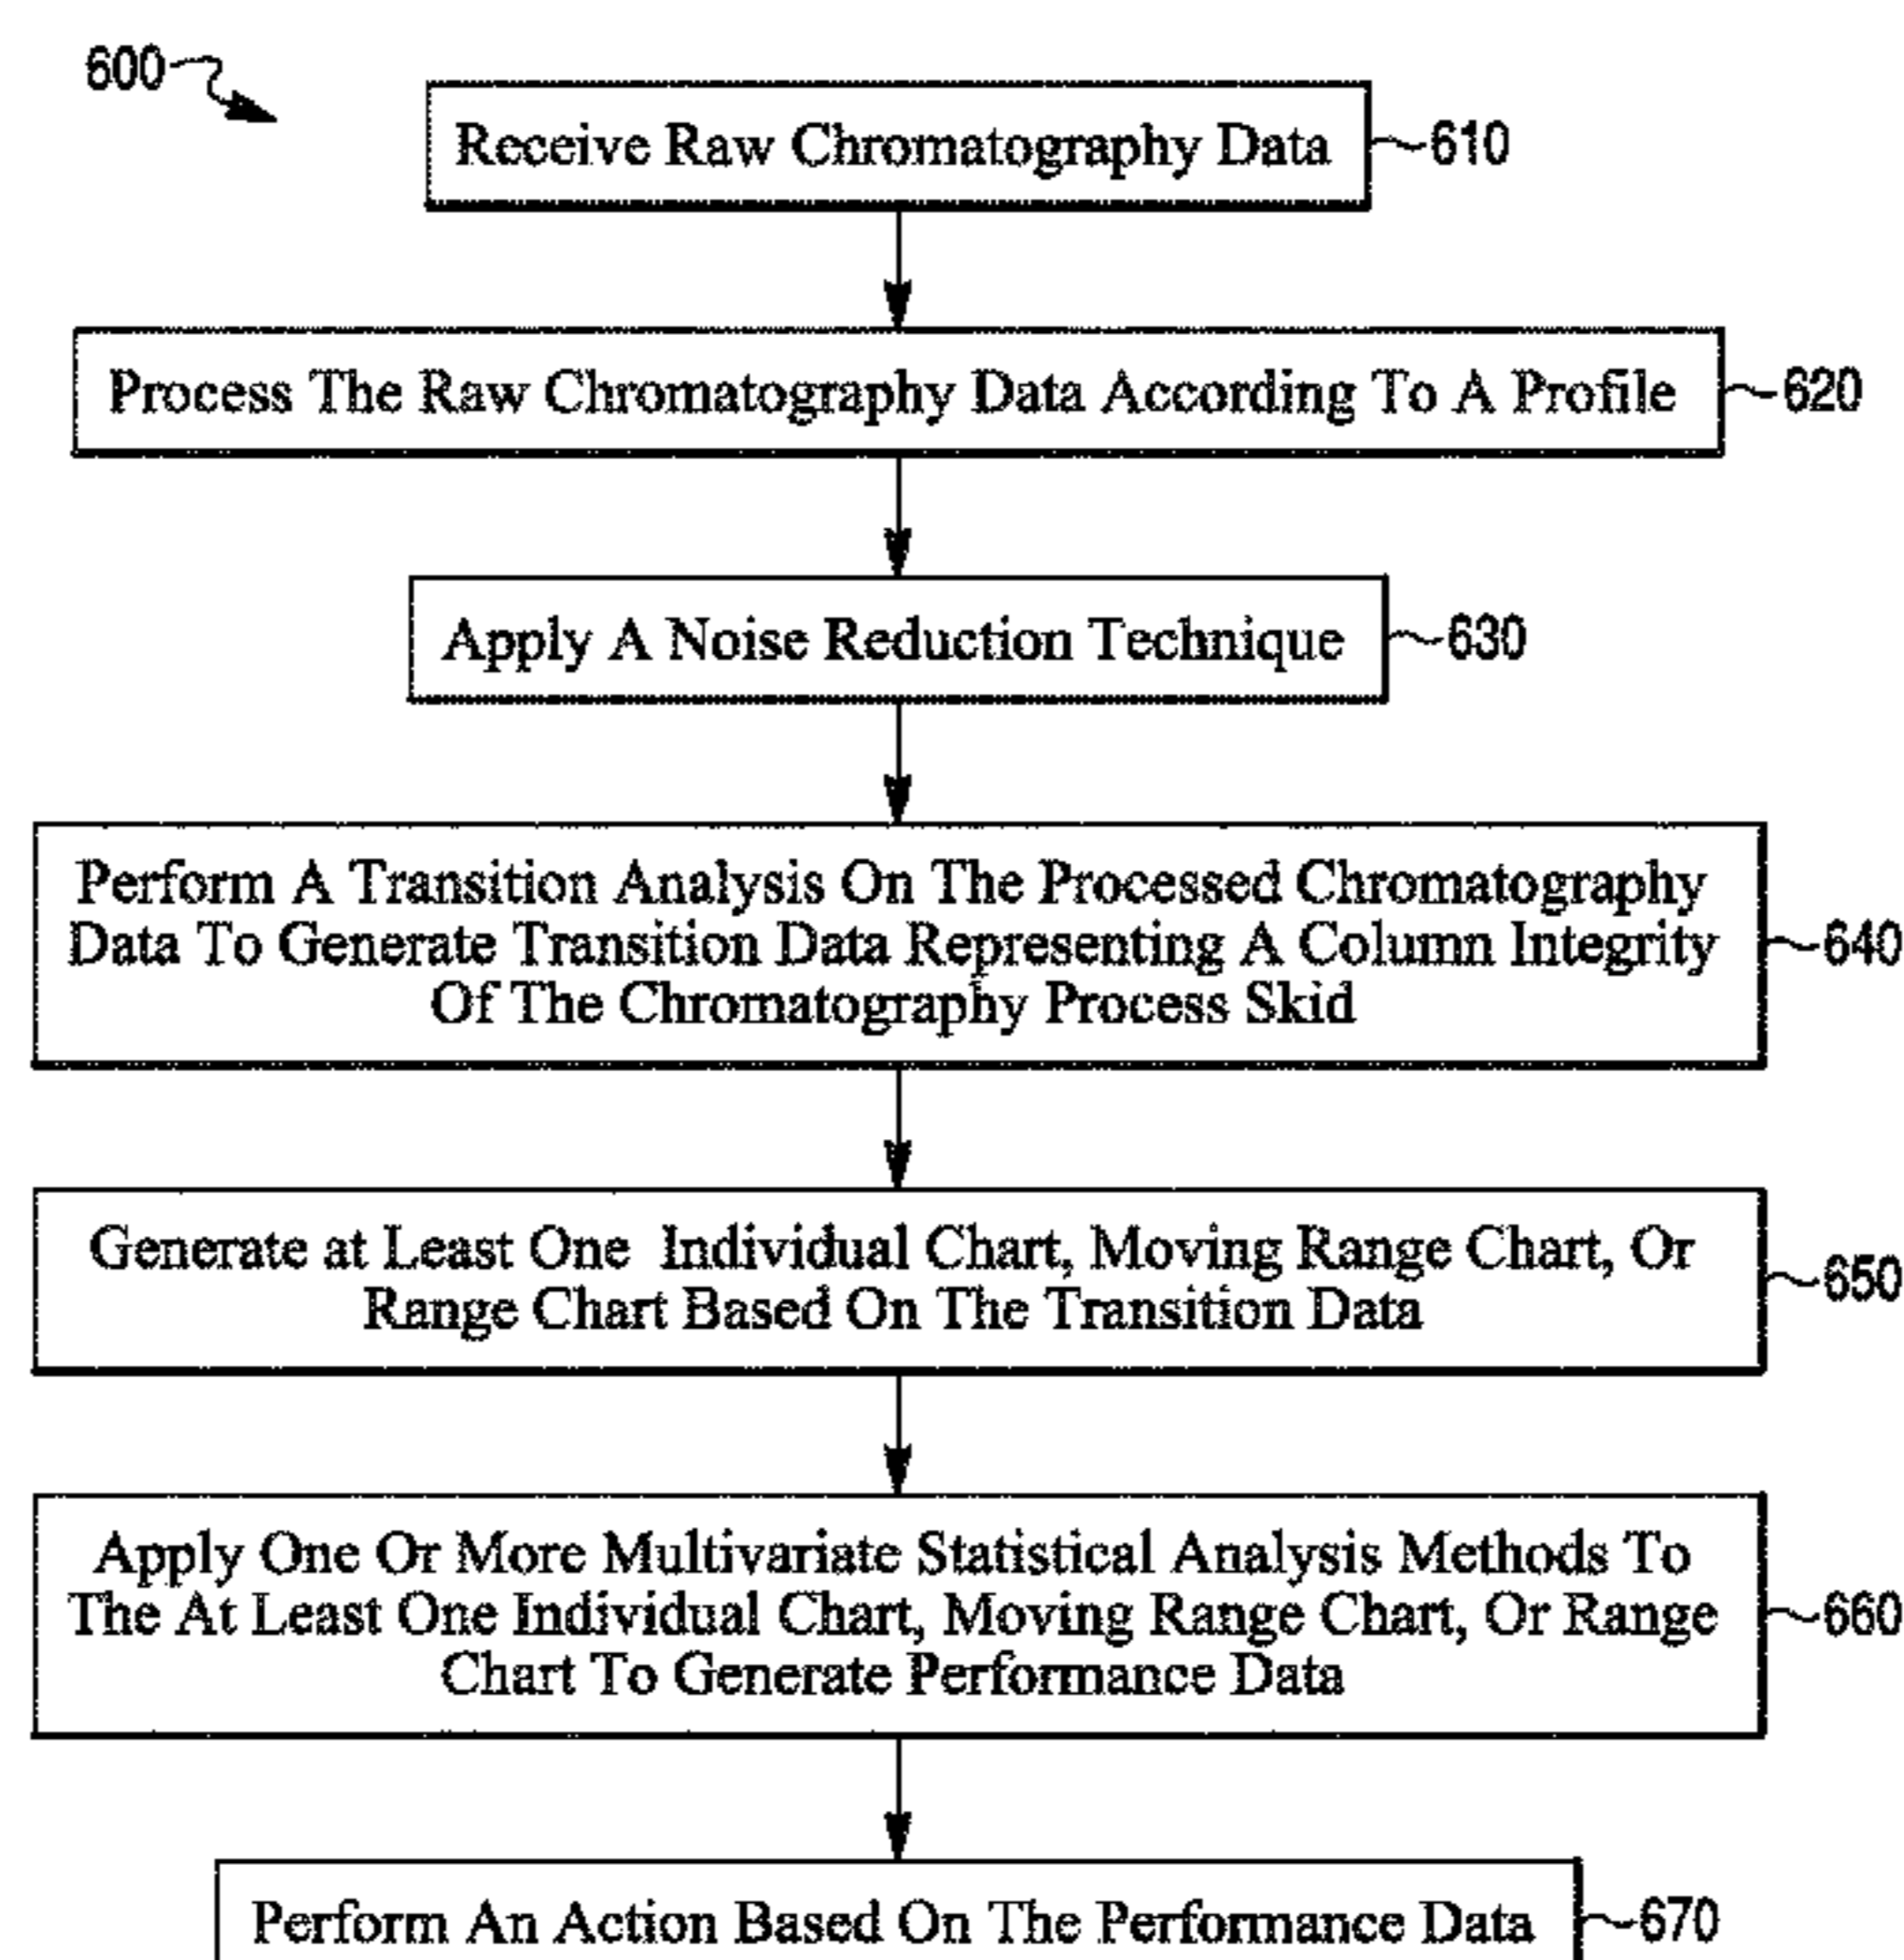 600
Receive Raw Chromatography Data
610
Process The Raw Chromatography Data According To A Profile
620
Apply A Noise Reduction Technique
630
Perform A Transition Analysis On The Processed Chromatography
Data To Generate Transition Data Representing A Column Integrity
Of The Chromatography Process Skid
640
Generate at Least One Individual Chart, Moving Range Chart, Or
Range Chart Based On The Transition Data
650
Apply One Or More Multivariate Statistical Analysis Methods To
The At Least One Individual Chart, Moving Range Chart, Or Range
Chart To Generate Performance Data
660
Perform An Action Based On The Performance Data
670